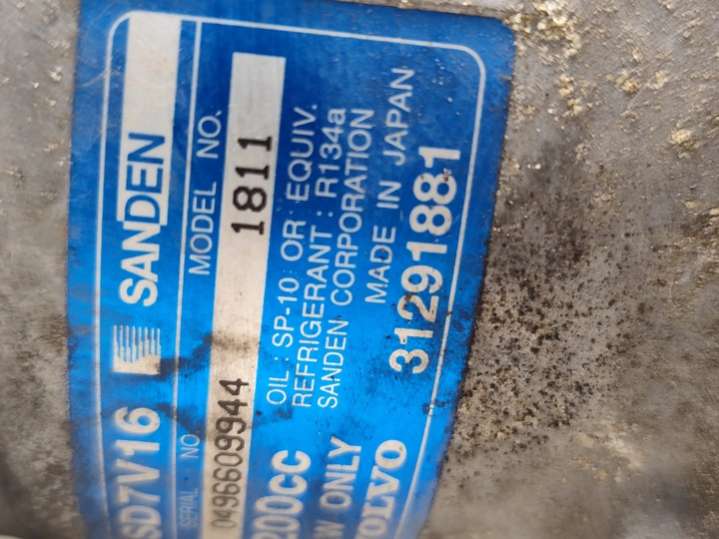 SD7V16 SANDEN
SERIAL NO. MODEL NO.
0496609944 1811
200CC
OIL : SP-10 OR EQUIV.
REFRIGERANT : R134a
SANDEN CORPORATION
ONLY
MADE IN JAPAN
VOLVO 31291881